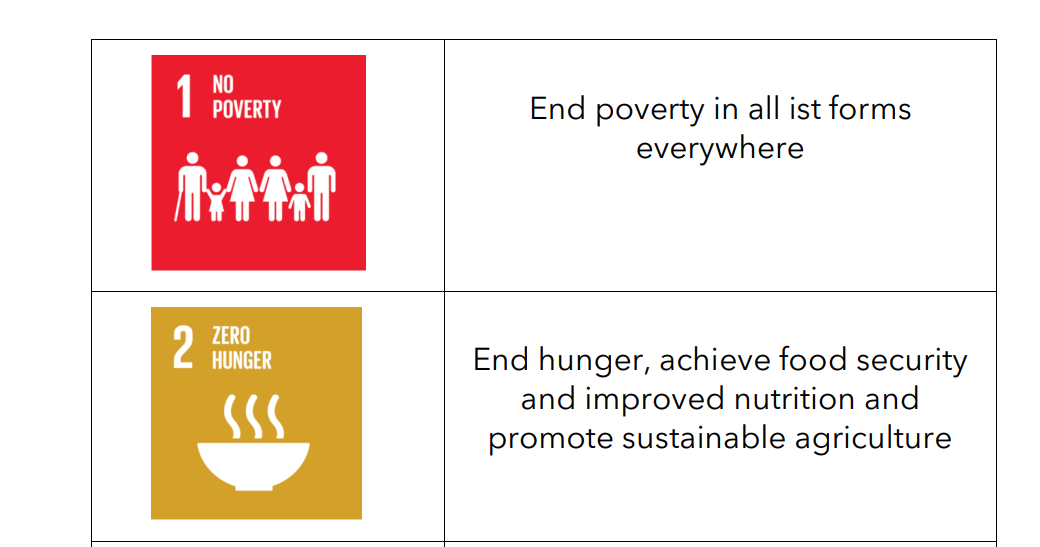 1 NO
POVERTY
End poverty in all ist forms
everywhere
2 ZERO
HUNGER
End hunger, achieve food security
and improved nutrition and
promote sustainable agriculture